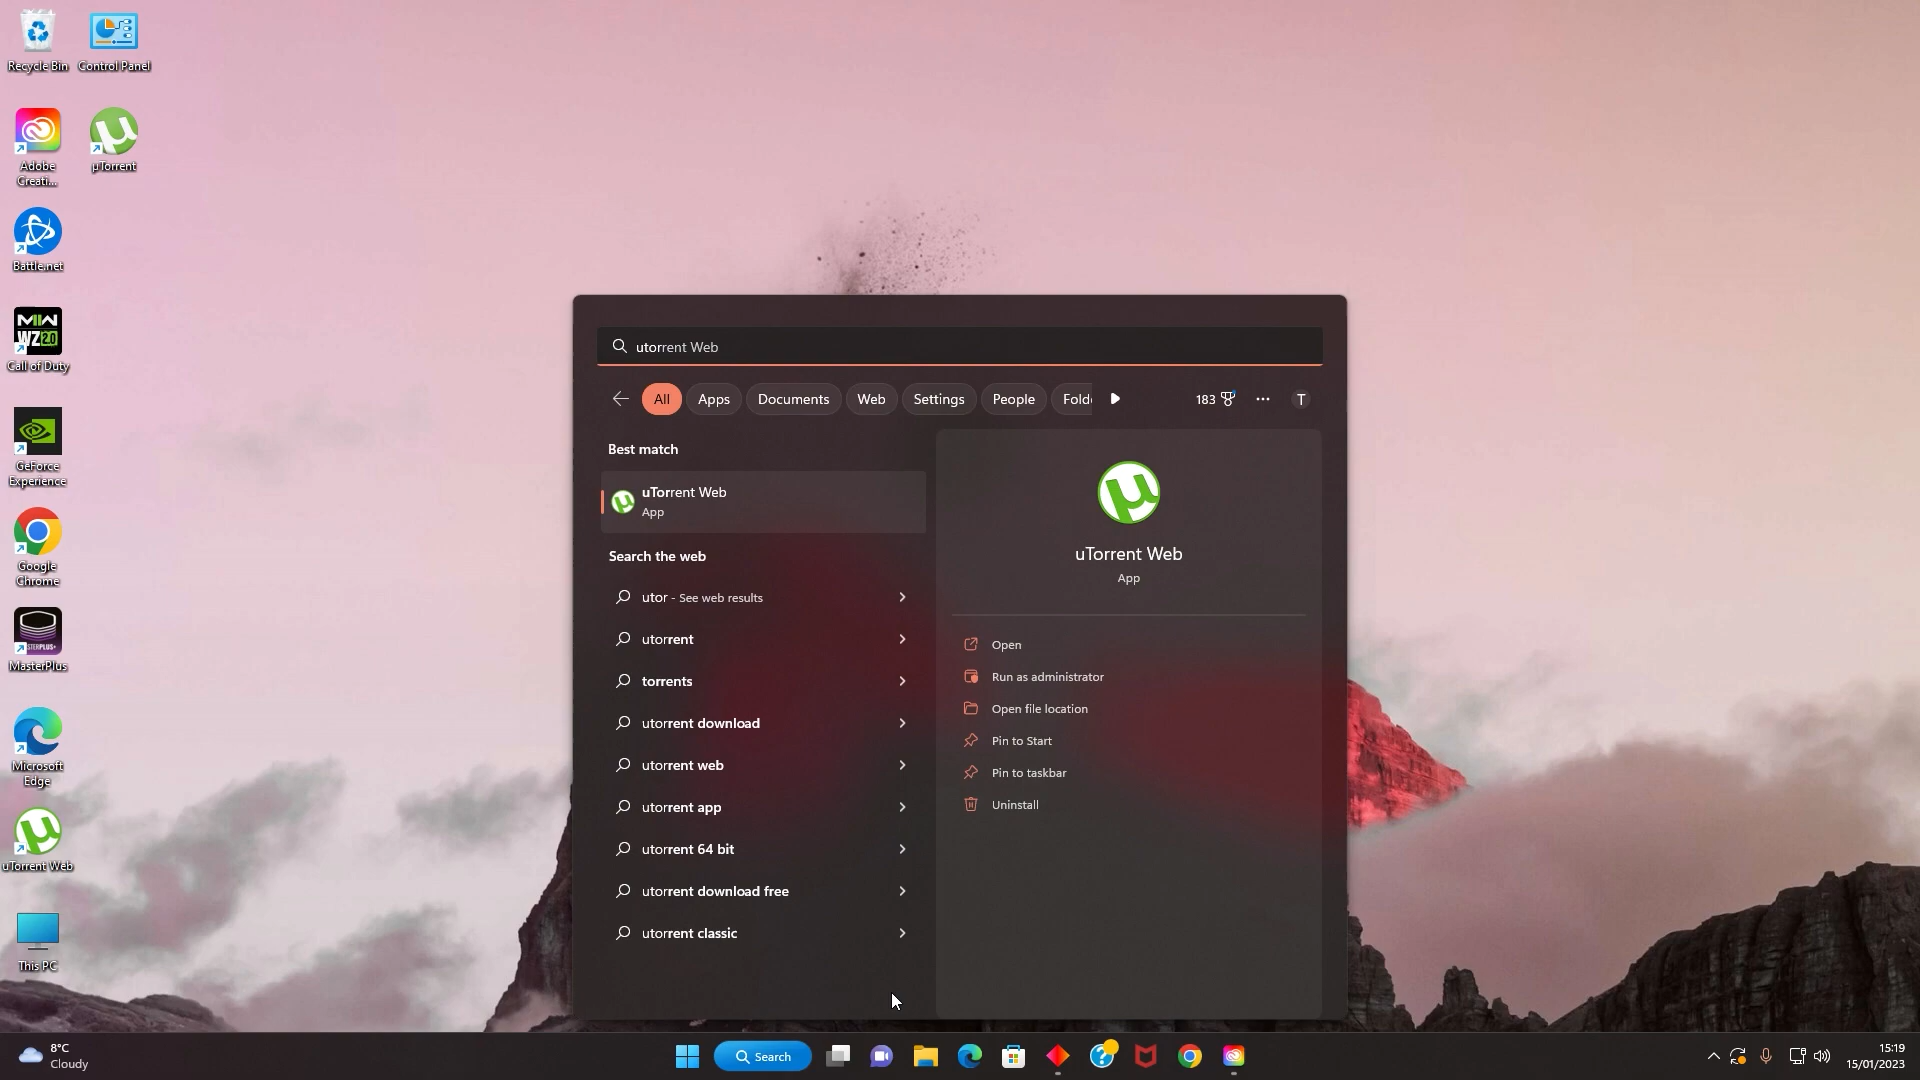 Recycle Bin
Control Panel
Adobe
Creati...
µTorrent
Battle.net
MW
WZ 2.0
Call of Duty
GeForce
Experience
Google
Chrome
MasterPlus
Microsoft
Edge
uTorrent Web
This PC
utorrent Web
All
Apps
Documents
Web
Settings
People
Fold
183
T
Best match
uTorrent Web
App
Search the web
utor - See web results
utorrent
torrents
utorrent download
utorrent web
utorrent app
utorrent 64 bit
utorrent download free
utorrent classic
uTorrent Web
App
Open
Run as administrator
Open file location
Pin to Start
Pin to taskbar
Uninstall
8°C
Cloudy
Search
15:19
15/01/2023